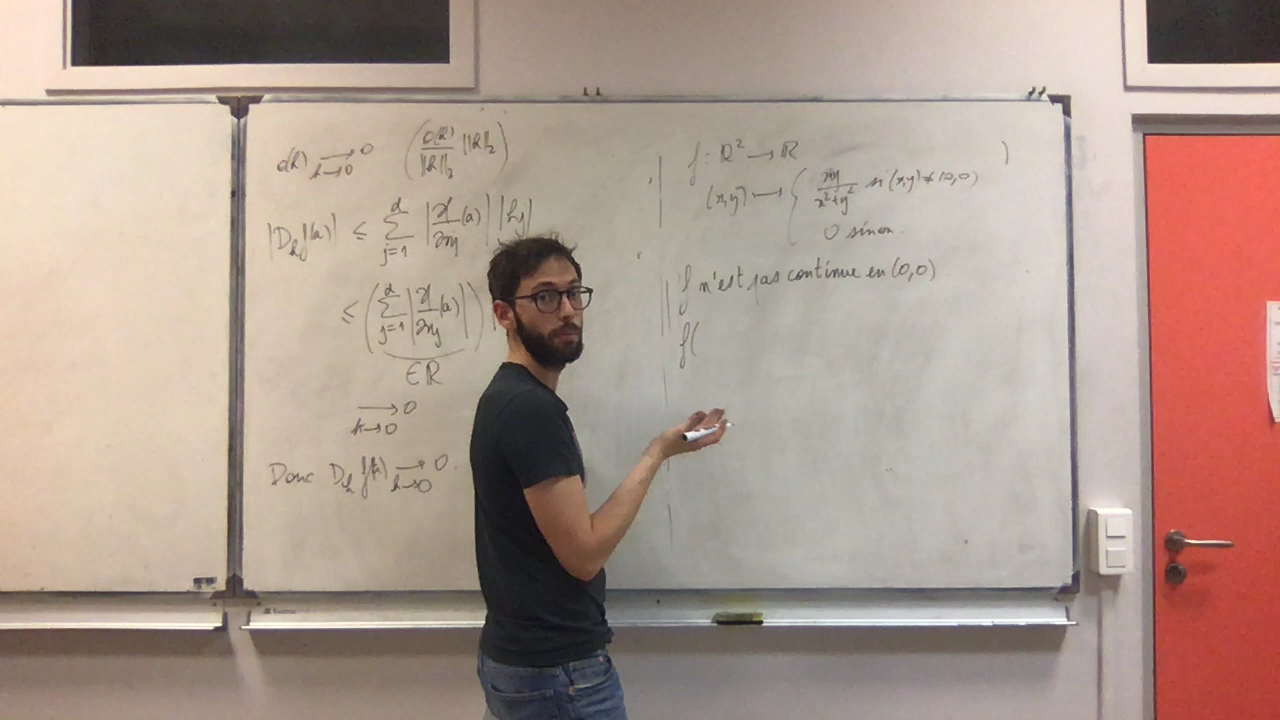 o(h) ⟶ 0 (o(h)/||h||₂ ||h||₂)
h→0
|D_h f(a)| ≤ Σ_{j=1}^{d} |∂f/∂x_j (a)| |h_j|
≤ (Σ_{j=1}^{d} |∂f/∂x_j (a)|) |
∈ ℝ
⟶ 0
h→0
Donc D_h f(a) ⟶ 0.
h→0
f : ℝ² ⟶ ℝ
(x,y) ⟼ { xy/(x²+y²) si (x,y) ≠ (0,0)
0 sinon.
)
f n'est pas continue en (0,0)
f(